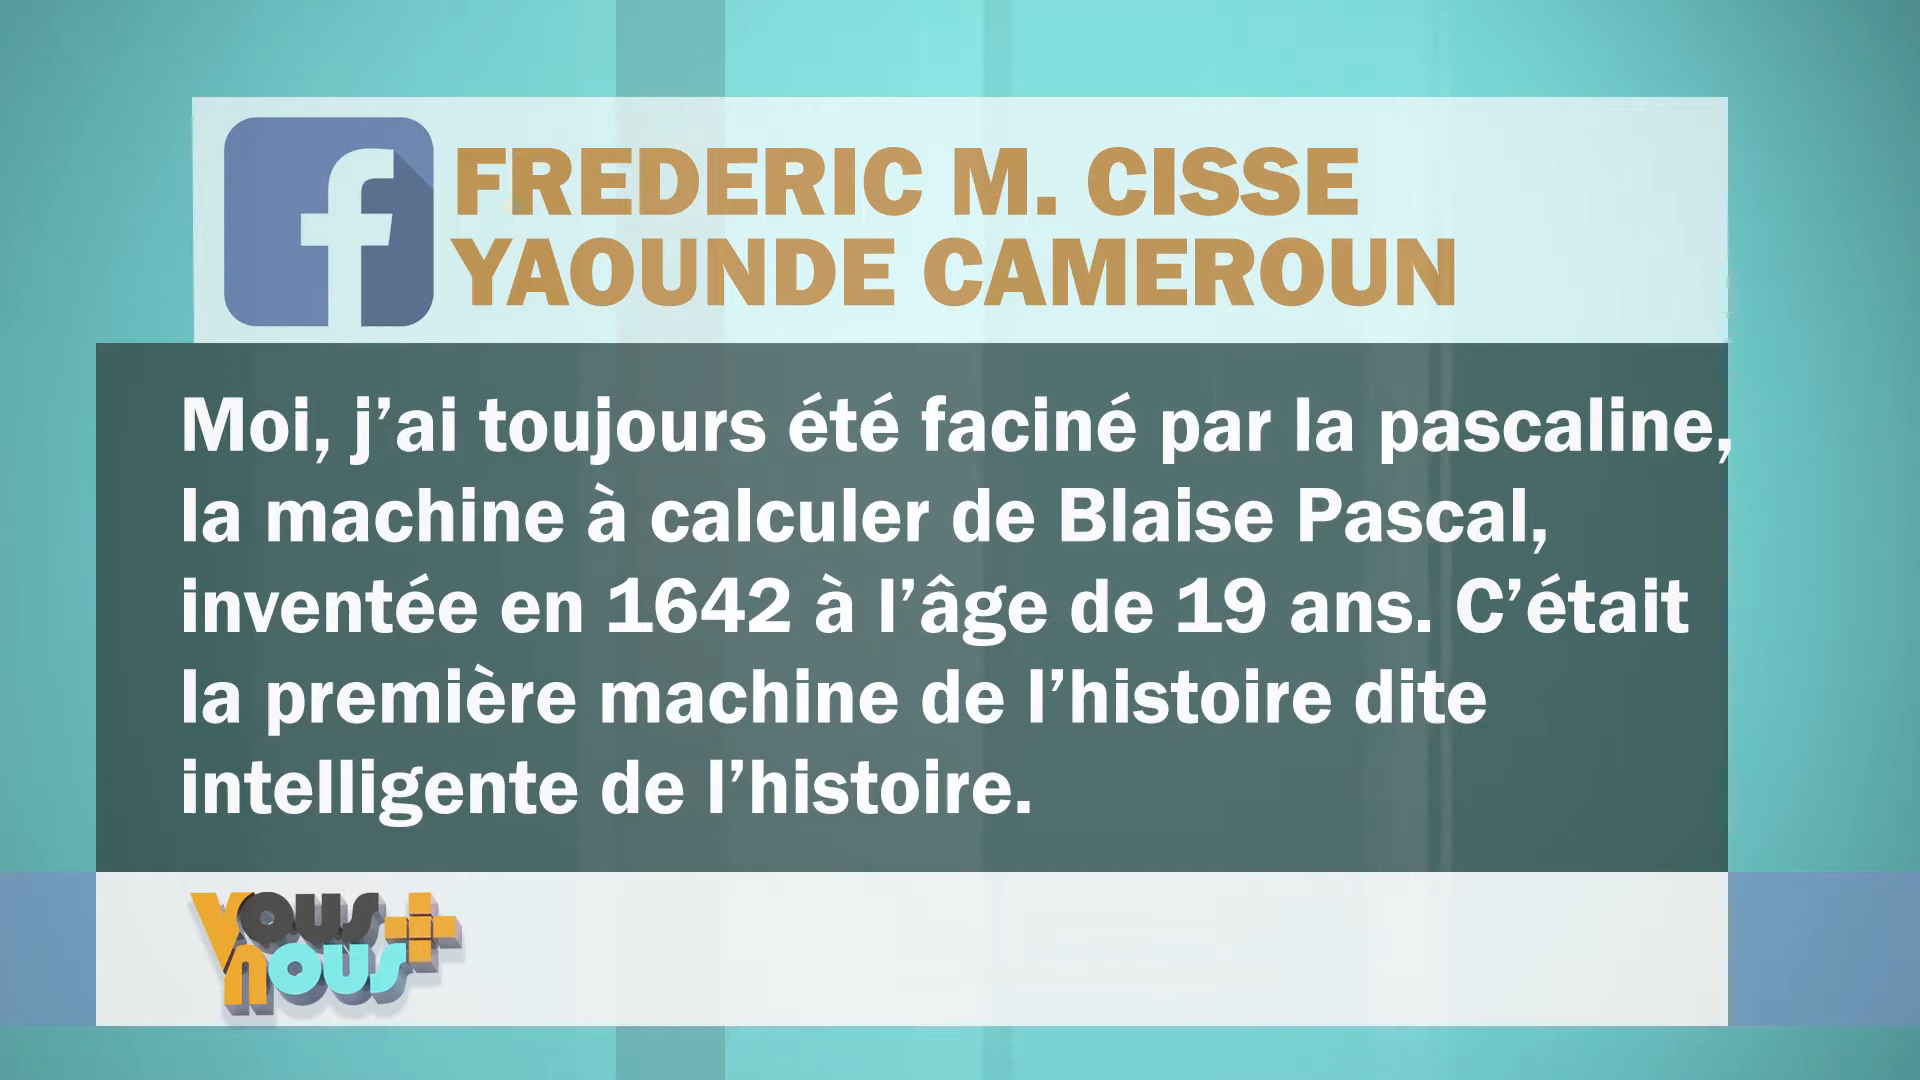 FREDERIC M. CISSE
YAOUNDE CAMEROUN
Moi, j’ai toujours été faciné par la pascaline,
la machine à calculer de Blaise Pascal,
inventée en 1642 à l’âge de 19 ans. C’était
la première machine de l’histoire dite
intelligente de l’histoire.
vous
nous+